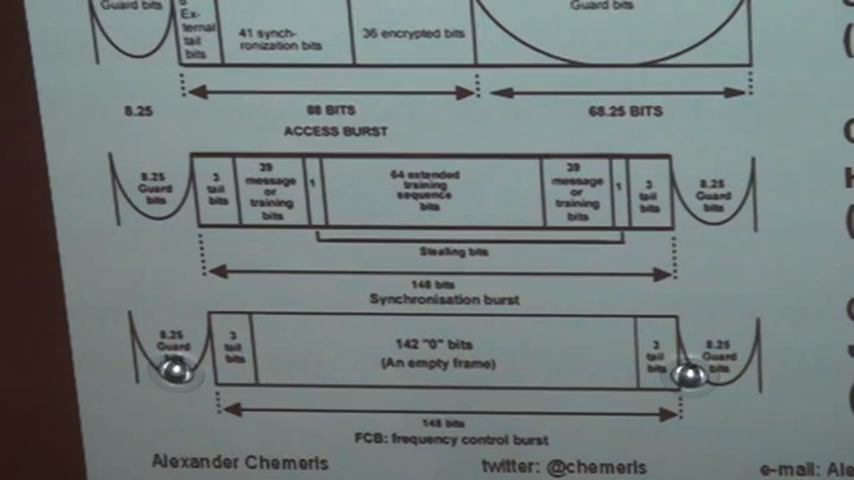 Guard bits
Guard bits
Ex-
ternal
tail
bits
41 synch-
ronization bits
36 encrypted bits
8.25
88 BITS
68.25 BITS
ACCESS BURST
8.25
Guard
bits
3
tail
bits
39
message
or
training
bits
1
64 extended
training
sequence
bits
39
message
or
training
bits
1
3
tail
bits
8.25
Guard
bits
Stealing bits
148 bits
Synchronisation burst
8.25
Guard
bits
3
tail
bits
142 "0" bits
(An empty frame)
3
tail
bits
8.25
Guard
bits
148 bits
FCB: frequency control burst
Alexander Chemeris
twitter: @chemeris
e-mail: Ale